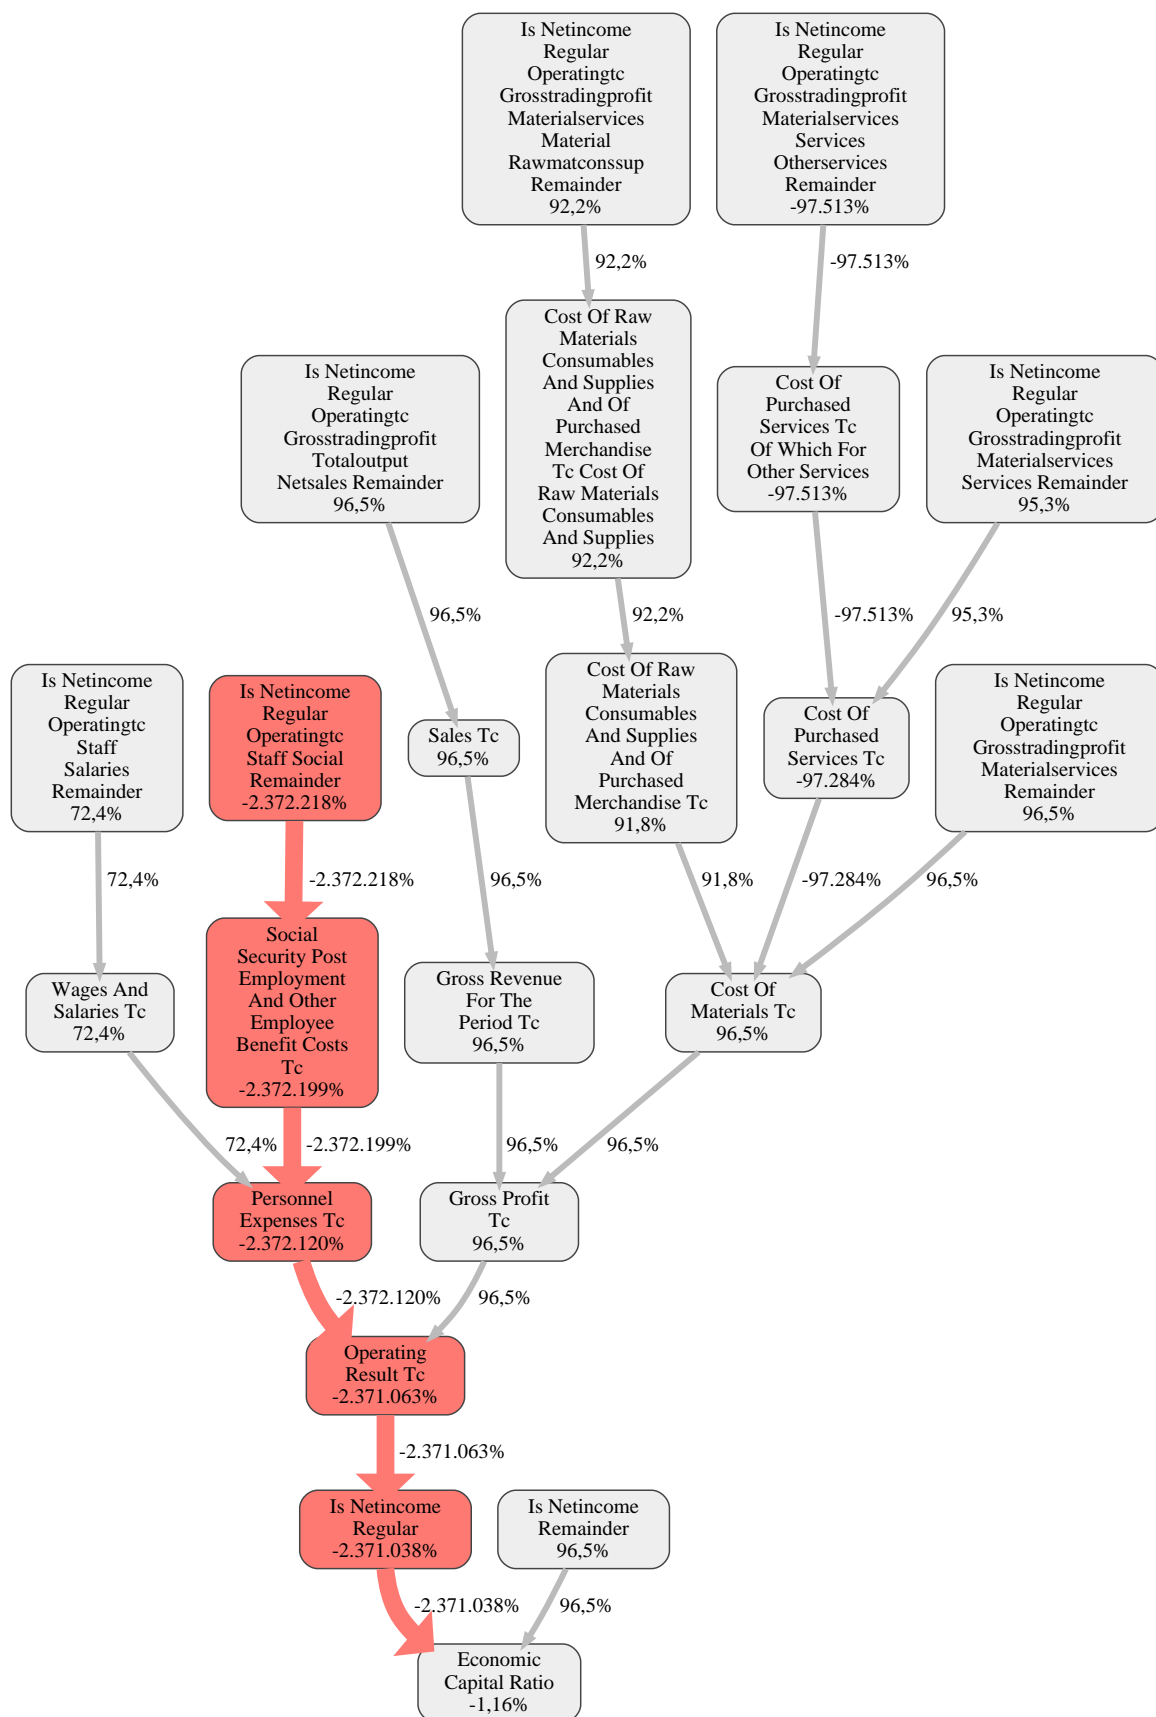 Is Netincome
Regular
Operatingtc
Grosstradingprofit
Materialservices
Material
Rawmatconssup
Remainder
92,2%
Is Netincome
Regular
Operatingtc
Grosstradingprofit
Materialservices
Services
Otherservices
Remainder
-97.513%
92,2%
-97.513%
Is Netincome
Regular
Operatingtc
Grosstradingprofit
Totaloutput
Netsales Remainder
96,5%
Cost Of Raw
Materials
Consumables
And Supplies
And Of
Purchased
Merchandise
Tc Cost Of
Raw Materials
Consumables
And Supplies
92,2%
Cost Of
Purchased
Services Tc
Of Which For
Other Services
-97.513%
Is Netincome
Regular
Operatingtc
Grosstradingprofit
Materialservices
Services Remainder
95,3%
96,5%
92,2%
-97.513%
95,3%
Is Netincome
Regular
Operatingtc
Staff
Salaries
Remainder
72,4%
Is Netincome
Regular
Operatingtc
Staff Social
Remainder
-2.372.218%
Sales Tc
96,5%
Cost Of Raw
Materials
Consumables
And Supplies
And Of
Purchased
Merchandise Tc
91,8%
Cost Of
Purchased
Services Tc
-97.284%
Is Netincome
Regular
Operatingtc
Grosstradingprofit
Materialservices
Remainder
96,5%
72,4%
-2.372.218%
96,5%
91,8%
-97.284%
96,5%
Wages And
Salaries Tc
72,4%
Social
Security Post
Employment
And Other
Employee
Benefit Costs
Tc
-2.372.199%
Gross Revenue
For The
Period Tc
96,5%
Cost Of
Materials Tc
96,5%
72,4%
-2.372.199%
96,5%
96,5%
Personnel
Expenses Tc
-2.372.120%
Gross Profit
Tc
96,5%
-2.372.120%
96,5%
Operating
Result Tc
-2.371.063%
-2.371.063%
Is Netincome
Regular
-2.371.038%
Is Netincome
Remainder
96,5%
-2.371.038%
96,5%
Economic
Capital Ratio
-1,16%